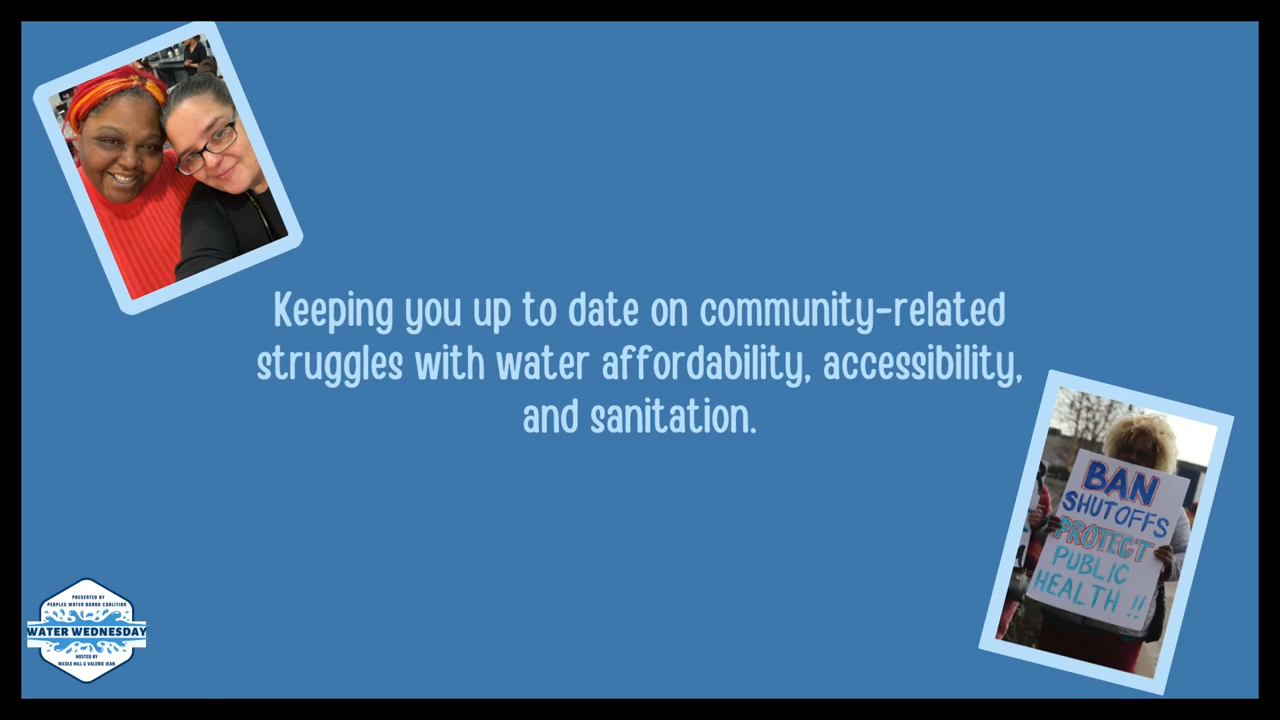 Keeping you up to date on community-related
struggles with water affordability, accessibility,
and sanitation.
BAN
SHUTOFFS
PROTECT
PUBLIC
HEALTH !!
PRESENTED BY
PEOPLES WATER BOARD COALITION
WATER WEDNESDAY
HOSTED BY
NICOLE HILL & VALERIE JEAN